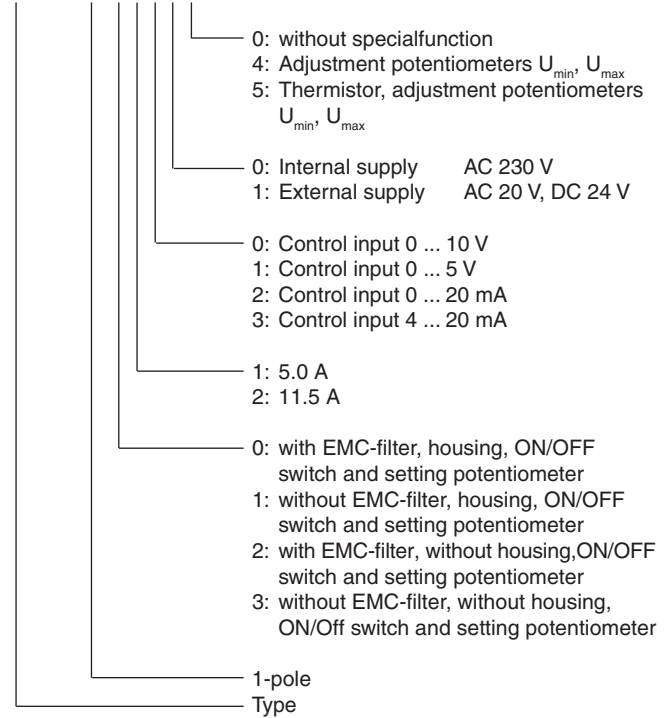 0: without specialfunction
4: Adjustment potentiometers Umin, Umax
5: Thermistor, adjustment potentiometers
Umin, Umax
0: Internal supply AC 230 V
1: External supply AC 20 V, DC 24 V
0: Control input 0 ... 10 V
1: Control input 0 ... 5 V
2: Control input 0 ... 20 mA
3: Control input 4 ... 20 mA
1: 5.0 A
2: 11.5 A
0: with EMC-filter, housing, ON/OFF
switch and setting potentiometer
1: without EMC-filter, housing, ON/OFF
switch and setting potentiometer
2: with EMC-filter, without housing,ON/OFF
switch and setting potentiometer
3: without EMC-filter, without housing,
ON/Off switch and setting potentiometer
1-pole
Type